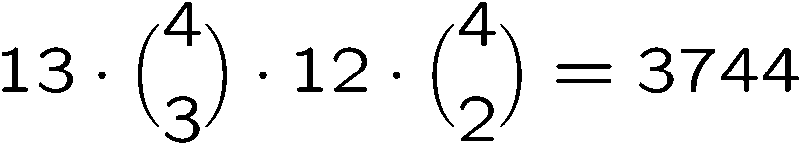 13 · (4 3) · 12 · (4 2) = 3744